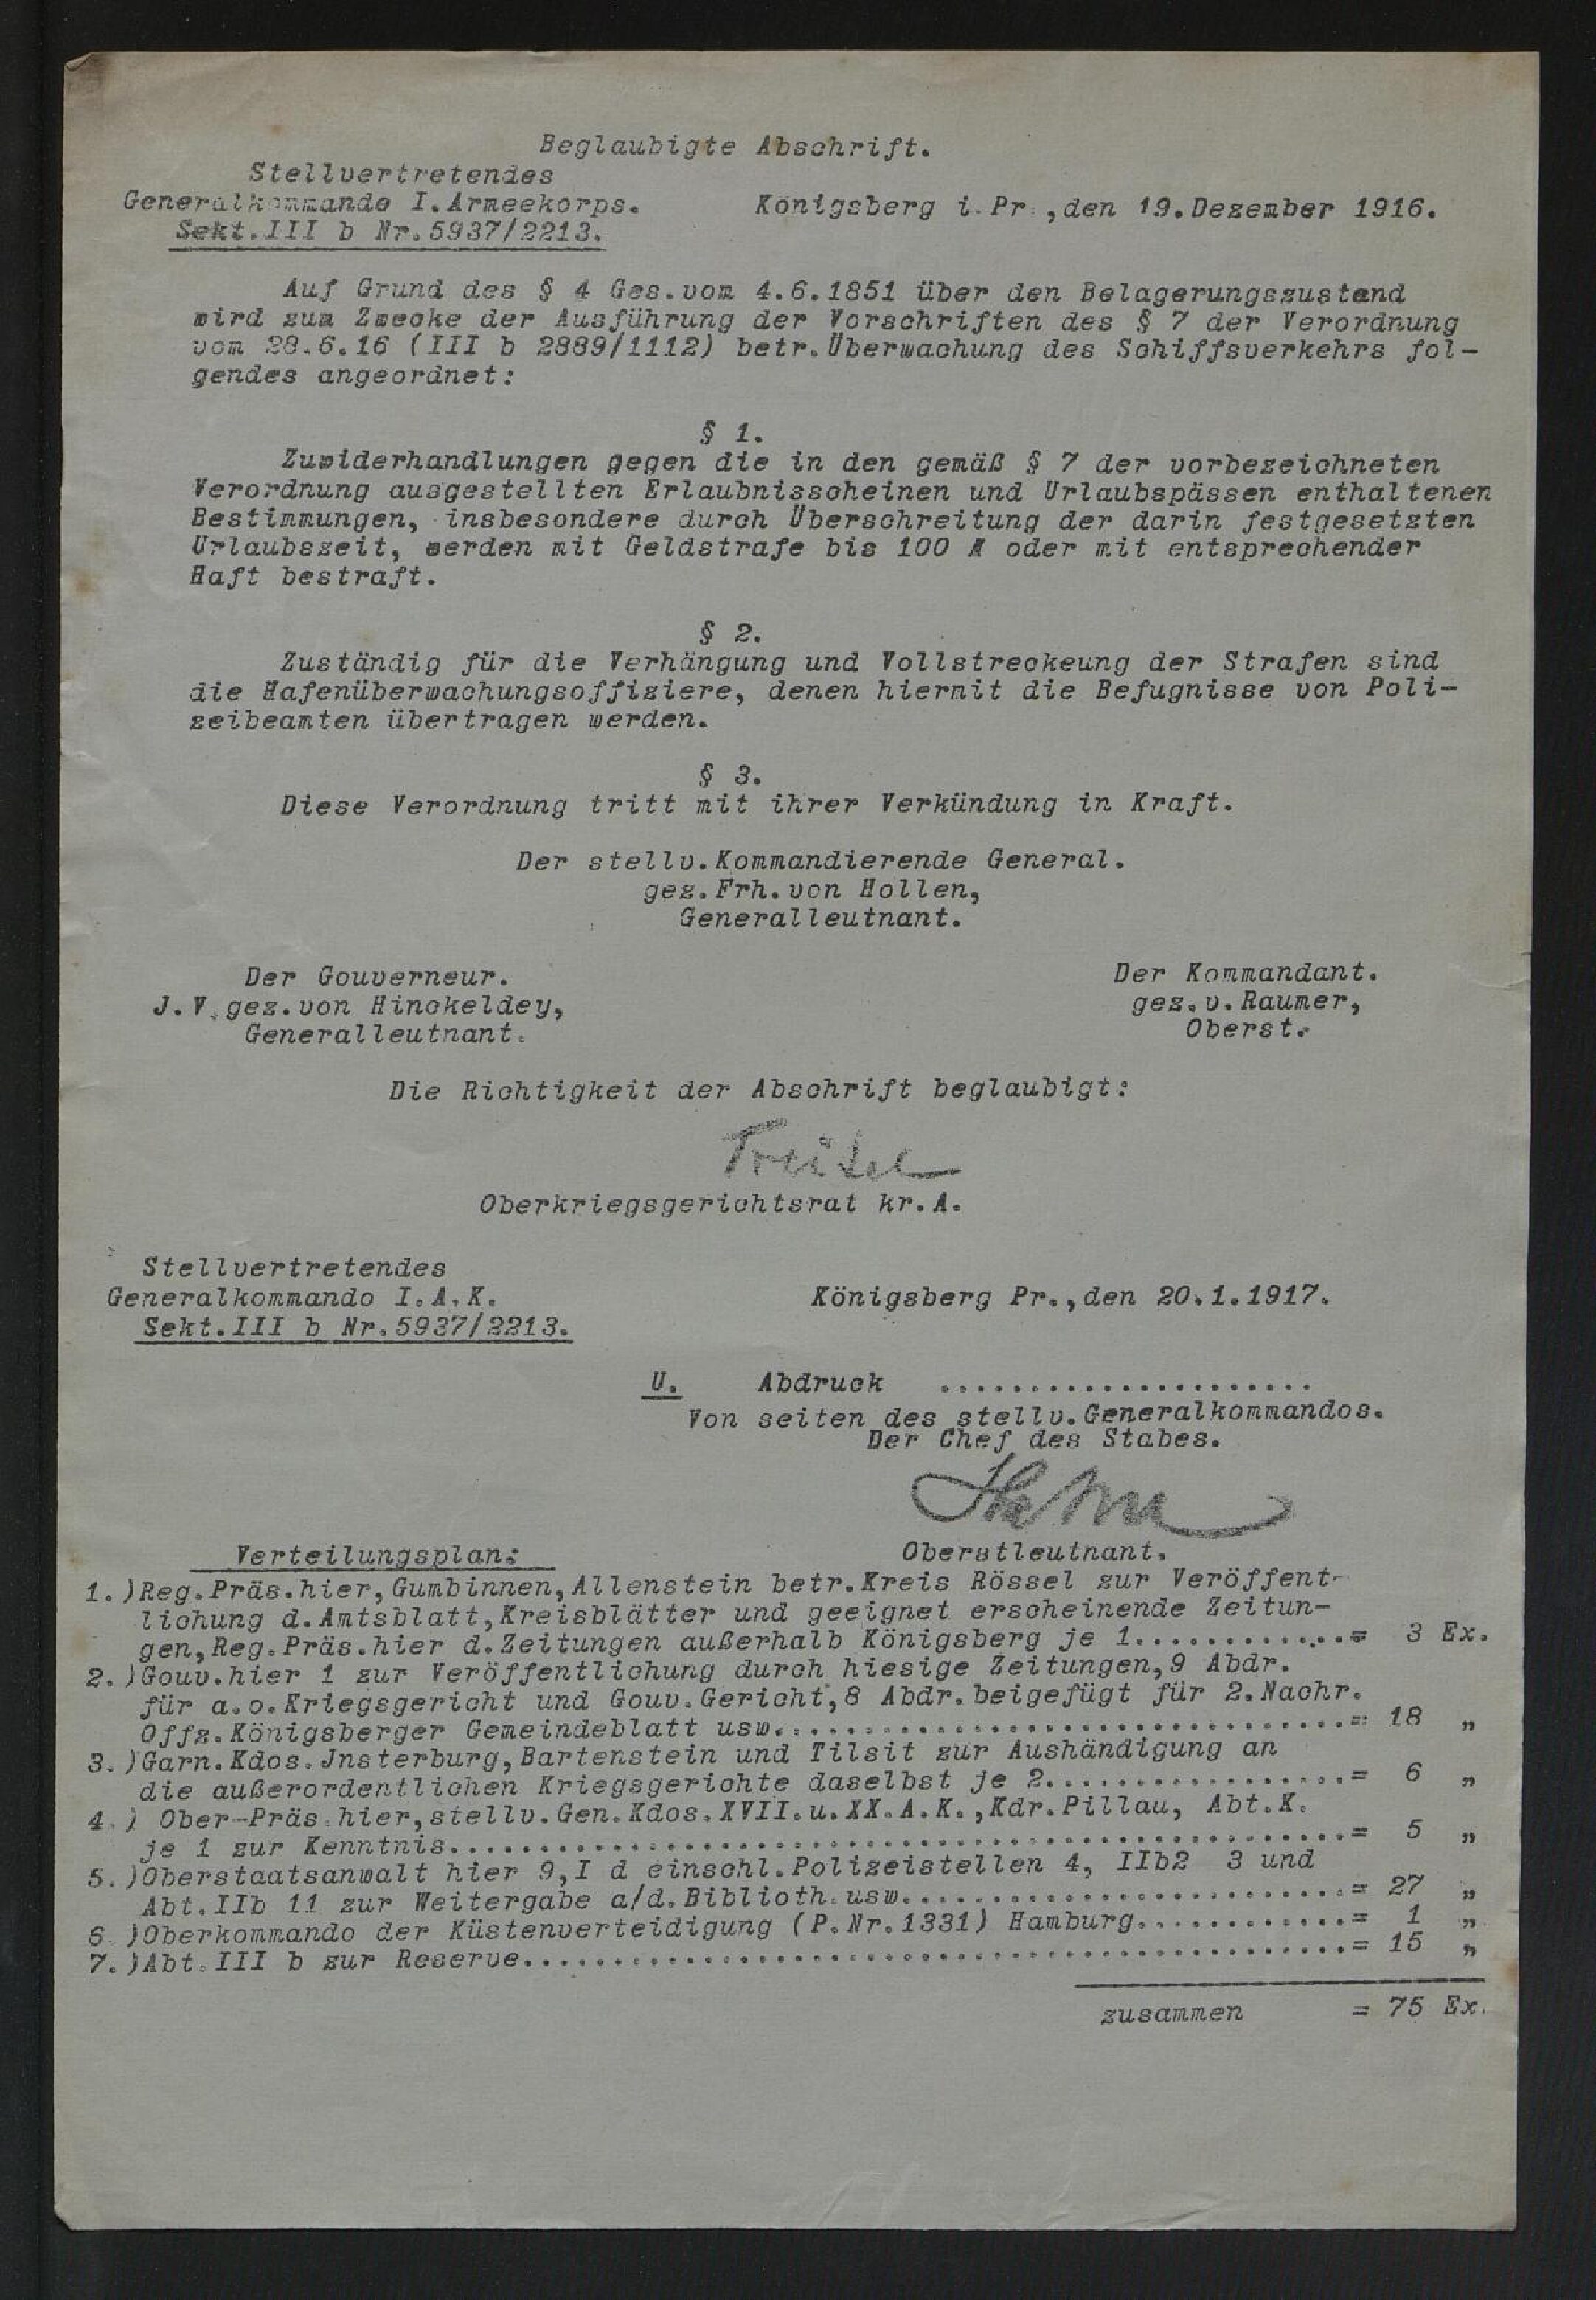 Beglaubigte Abschrift.
Stellvertretendes
Generalkommando I.Armeekorps.
Königsberg i.Pr.,den 19.Dezember 1916.
Sekt.III b Nr.5937/2213.
Auf Grund des § 4 Ges.vom 4.6.1851 über den Belagerungszustand
wird zum Zwecke der Ausführung der Vorschriften des § 7 der Verordnung
vom 28.6.16 (III b 2889/1112) betr.Überwachung des Schiffsverkehrs fol-
gendes angeordnet:
§ 1.
Zuwiderhandlungen gegen die in den gemäß § 7 der vorbezeichneten
Verordnung ausgestellten Erlaubnisscheinen und Urlaubspässen enthaltenen
Bestimmungen, insbesondere durch Überschreitung der darin festgesetzten
Urlaubszeit, werden mit Geldstrafe bis 100 M oder mit entsprechender
Haft bestraft.
§ 2.
Zuständig für die Verhängung und Vollstreckeung der Strafen sind
die Hafenüberwachungsoffiziere, denen hiermit die Befugnisse von Poli-
zeibeamten übertragen werden.
§ 3.
Diese Verordnung tritt mit ihrer Verkündung in Kraft.
Der stellv.Kommandierende General.
gez.Frh.von Hollen,
Generalleutnant.
Der Gouverneur.
J.V.gez.von Hinckeldey,
Generalleutnant.
Der Kommandant.
gez.v.Raumer,
Oberst.
Die Richtigkeit der Abschrift beglaubigt:
Oberkriegsgerichtsrat kr.A.
Stellvertretendes
Generalkommando I.A.K.
Königsberg Pr.,den 20.1.1917.
Sekt.III b Nr.5937/2213.
U. Abdruck .....................
Von seiten des stellv.Generalkommandos.
Der Chef des Stabes.
Oberstleutnant.
Verteilungsplan:
1.)Reg.Präs.hier,Gumbinnen,Allenstein betr.Kreis Rössel zur Veröffent-
lichung d.Amtsblatt,Kreisblätter und geeignet erscheinende Zeitun-
gen,Reg.Präs.hier d.Zeitungen außerhalb Königsberg je 1............= 3 Ex.
2.)Gouv.hier 1 zur Veröffentlichung durch hiesige Zeitungen,9 Abdr.
für a.o.Kriegsgericht und Gouv.Gericht,8 Abdr.beigefügt für 2.Nachr.
Offz.Königsberger Gemeindeblatt usw................................= 18 „
3.)Garn.Kdos.Jnsterburg,Bartenstein und Tilsit zur Aushändigung an
die außerordentlichen Kriegsgerichte daselbst je 2.................= 6 „
4.) Ober-Präs.hier,stellv.Gen.Kdos.XVII.u.XX.A.K.,Kdr.Pillau, Abt.K.
je 1 zur Kenntnis..................................................= 5 „
5.)Oberstaatsanwalt hier 9,I d einschl.Polizeistellen 4, IIb2 3 und
Abt.IIb 11 zur Weitergabe a/d.Biblioth.usw.........................= 27 „
6.)Oberkommando der Küstenverteidigung (P.Nr.1331) Hamburg............= 1 „
7.)Abt.III b zur Reserve..............................................= 15 „
zusammen = 75 Ex.